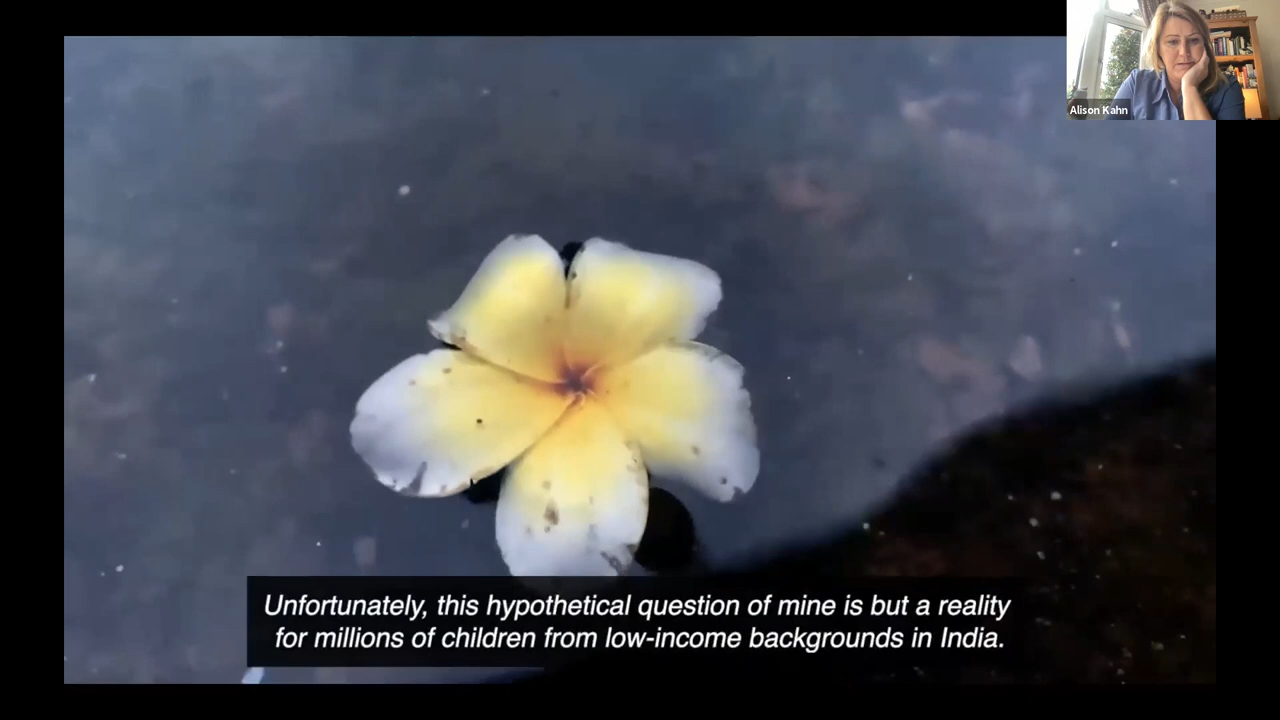 Alison Kahn
Unfortunately, this hypothetical question of mine is but a reality
for millions of children from low-income backgrounds in India.